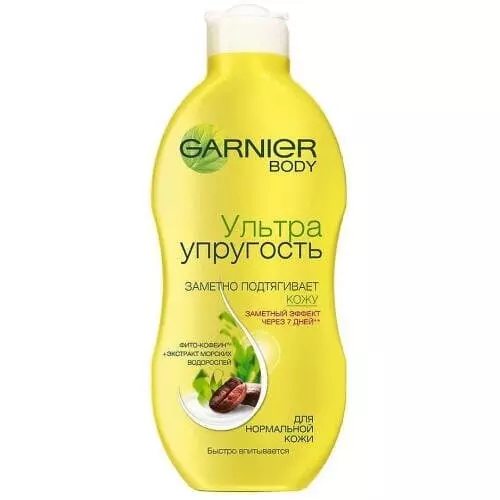 GARNIER
BODY
Ультра
упругость
ЗАМЕТНО ПОДТЯГИВАЕТ
КОЖУ
ЗАМЕТНЫЙ ЭФФЕКТ
ЧЕРЕЗ 7 ДНЕЙ**
ФИТО-КОФЕИН™
+ЭКСТРАКТ МОРСКИХ
ВОДОРОСЛЕЙ
ДЛЯ
НОРМАЛЬНОЙ
КОЖИ
Быстро впитывается